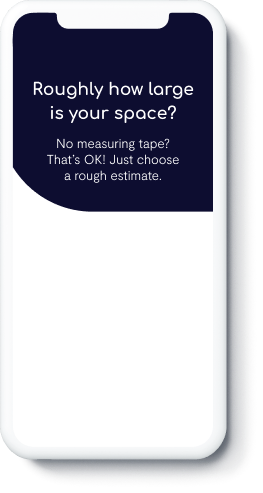 Roughly how large
is your space?
No measuring tape?
That's OK! Just choose
a rough estimate.